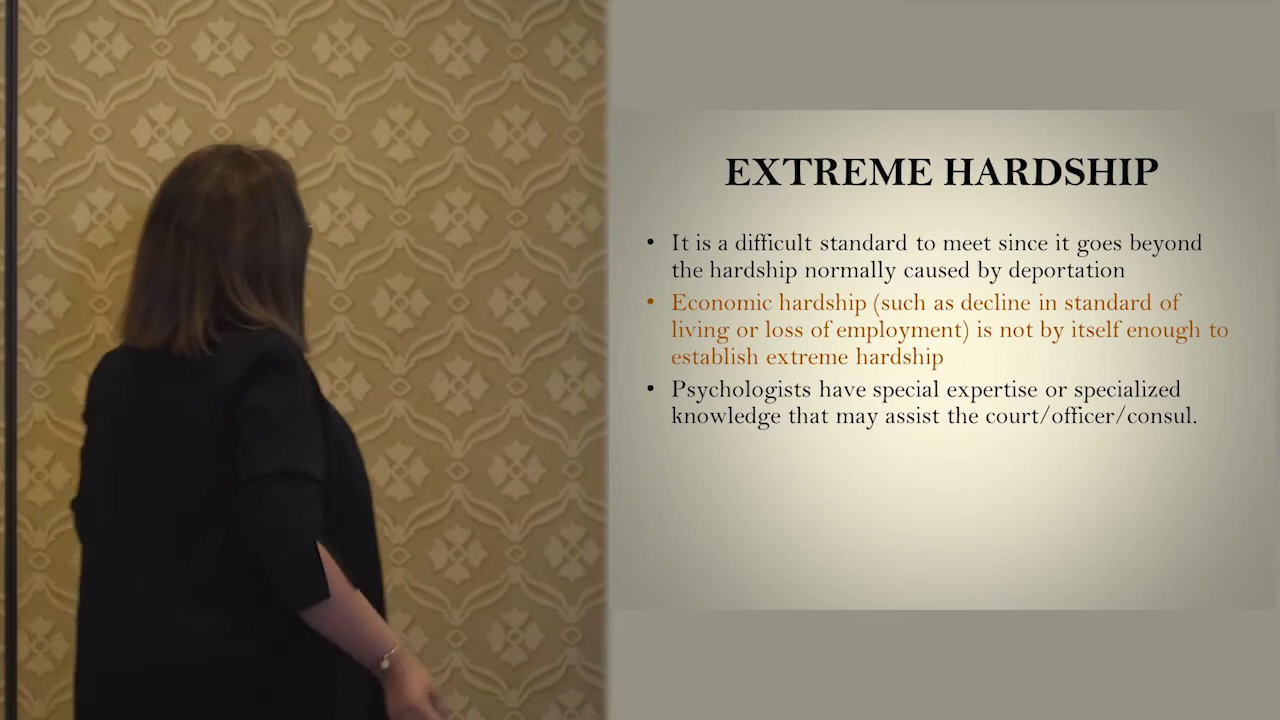 EXTREME HARDSHIP
• It is a difficult standard to meet since it goes beyond
the hardship normally caused by deportation
• Economic hardship (such as decline in standard of
living or loss of employment) is not by itself enough to
establish extreme hardship
• Psychologists have special expertise or specialized
knowledge that may assist the court/officer/consul.